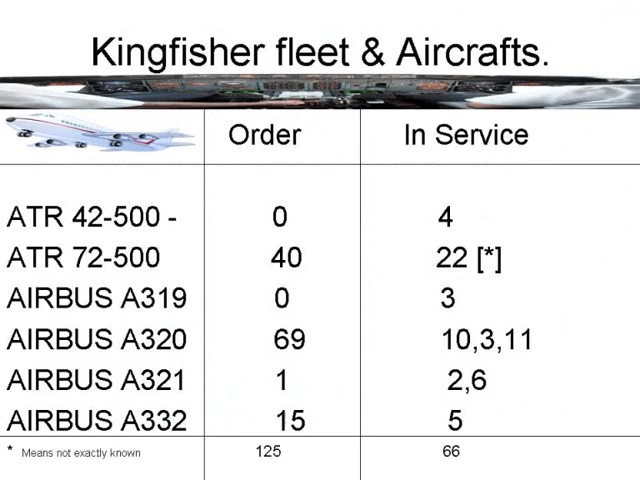 Kingfisher fleet & Aircrafts.
Order In Service
ATR 42-500 - 0 4
ATR 72-500 40 22 [*]
AIRBUS A319 0 3
AIRBUS A320 69 10,3,11
AIRBUS A321 1 2,6
AIRBUS A332 15 5
* Means not exactly known 125 66